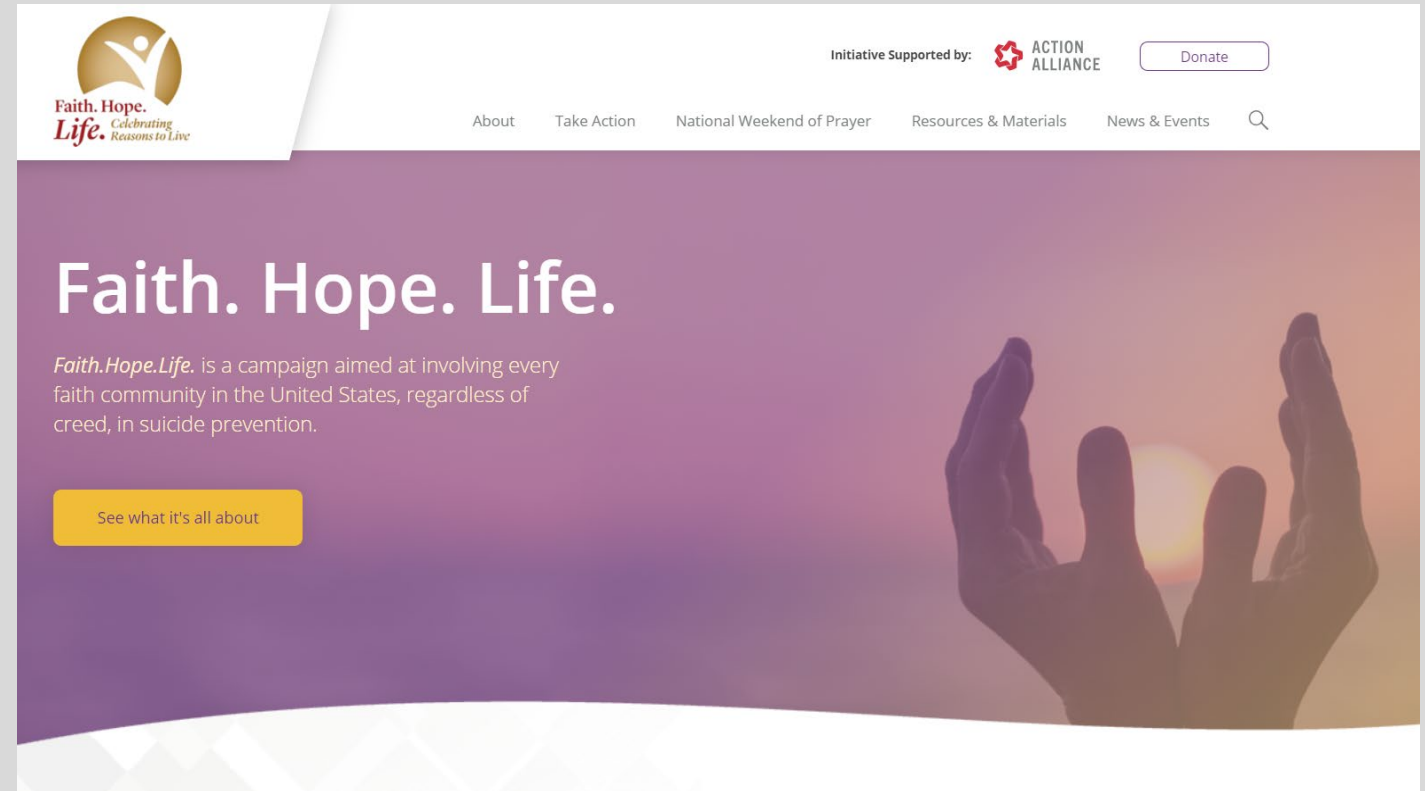 Faith. Hope.
Life. Celebrating
Reasons to Live
Initiative Supported by:
ACTION
ALLIANCE
Donate
About
Take Action
National Weekend of Prayer
Resources & Materials
News & Events
Faith. Hope. Life.
Faith.Hope.Life. is a campaign aimed at involving every
faith community in the United States, regardless of
creed, in suicide prevention.
See what it's all about